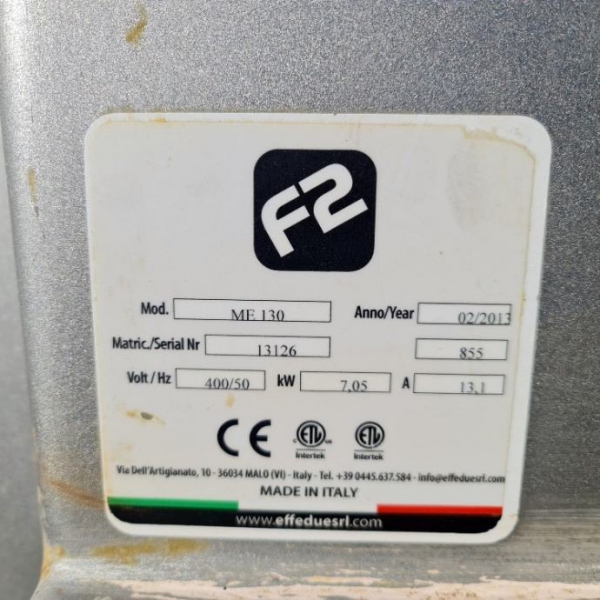 F2
Mod. ME 130 Anno/Year 02/2013
Matric./Serial Nr 13126 855
Volt / Hz 400/50 kW 7,05 A 13,1
CE ETL ETL
Intertek Intertek
Via Dell'Artigianato, 10 - 36034 MALO (VI) - Italy - Tel. +39 0445.637.584 - info@effeduesrl.com
MADE IN ITALY
www.effeduesrl.com